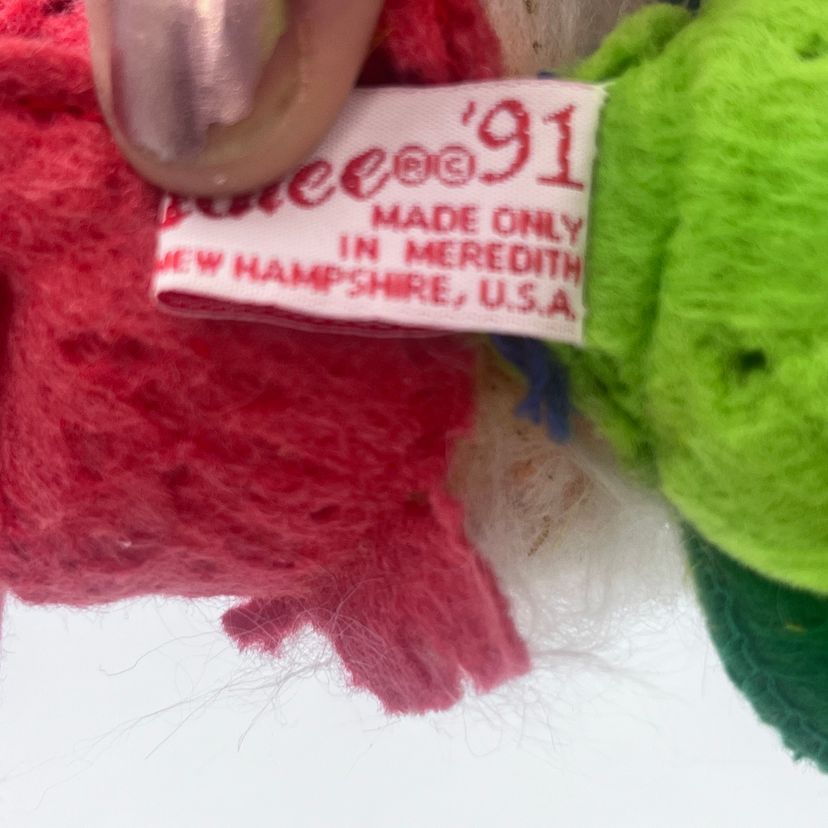 ®© '91
MADE ONLY
IN MEREDITH
NEW HAMPSHIRE, U.S.A.